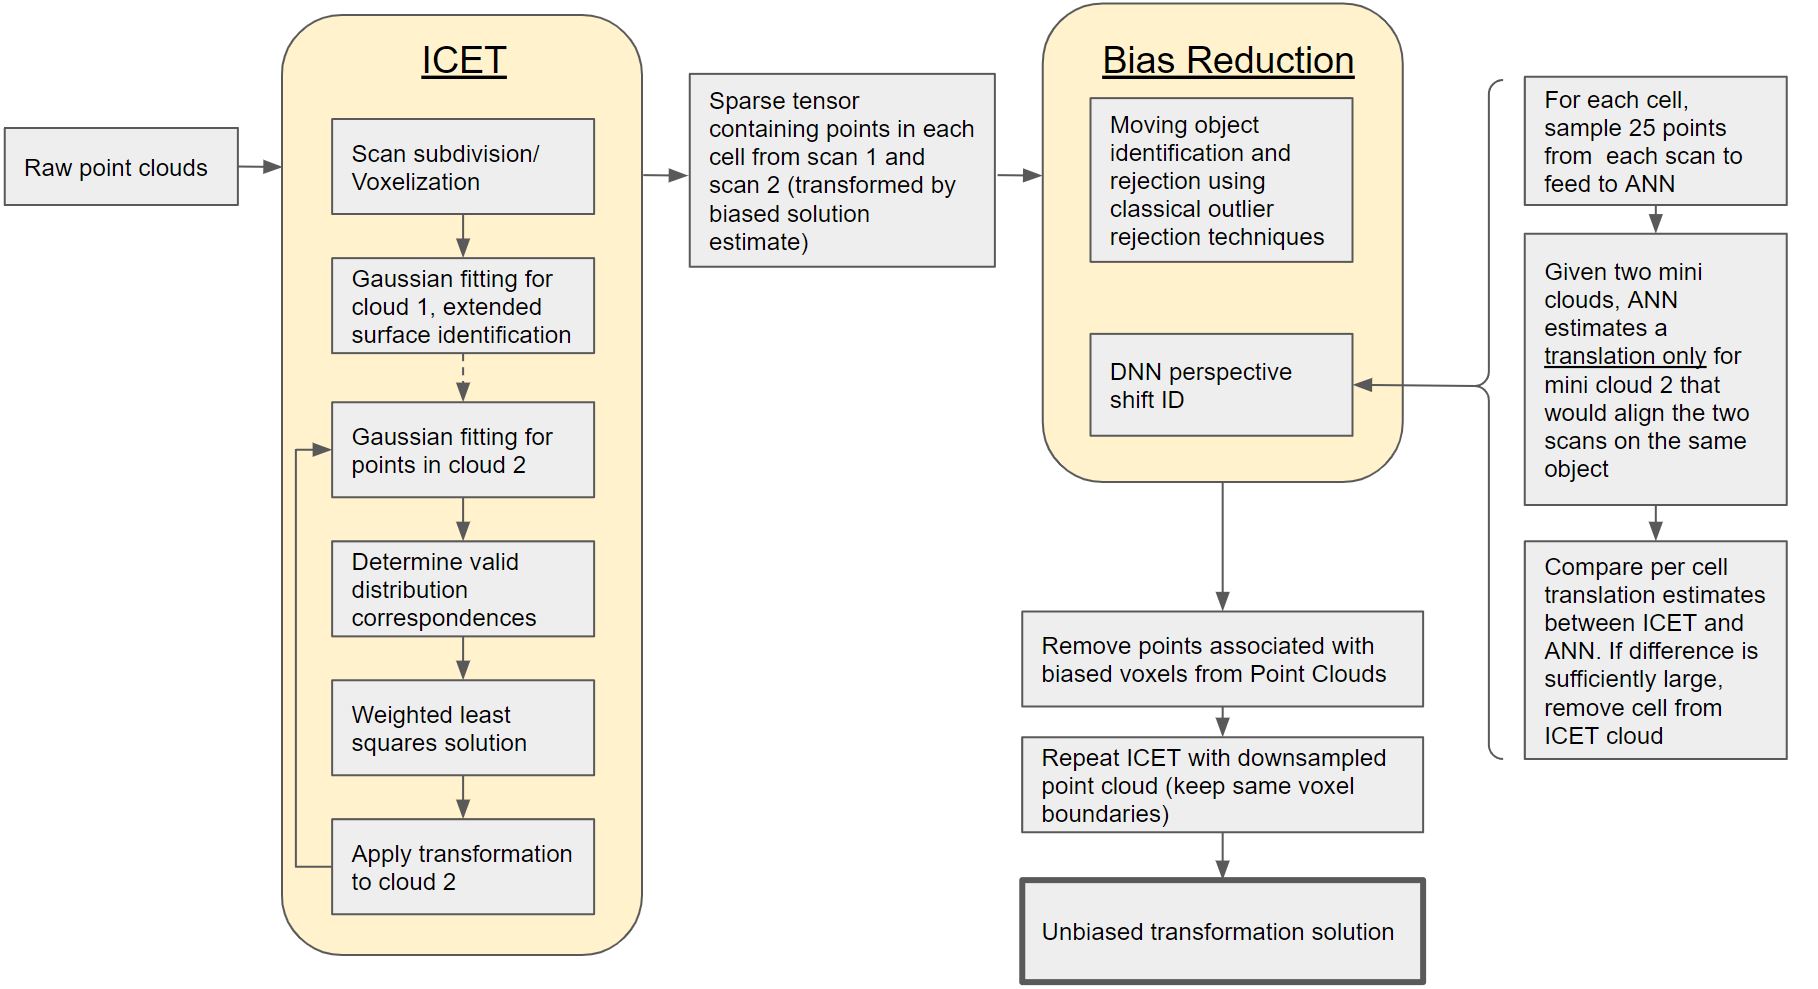 Raw point clouds
ICET
Scan subdivision/
Voxelization
Gaussian fitting for
cloud 1, extended
surface identification
Gaussian fitting for
points in cloud 2
Determine valid
distribution
correspondences
Weighted least
squares solution
Apply transformation
to cloud 2
Sparse tensor
containing points in each
cell from scan 1 and
scan 2 (transformed by
biased solution
estimate)
Bias Reduction
Moving object
identification and
rejection using
classical outlier
rejection techniques
DNN perspective
shift ID
For each cell,
sample 25 points
from each scan to
feed to ANN
Given two mini
clouds, ANN
estimates a
translation only for
mini cloud 2 that
would align the two
scans on the same
object
Compare per cell
translation estimates
between ICET and
ANN. If difference is
sufficiently large,
remove cell from
ICET cloud
Remove points associated with
biased voxels from Point Clouds
Repeat ICET with downsampled
point cloud (keep same voxel
boundaries)
Unbiased transformation solution